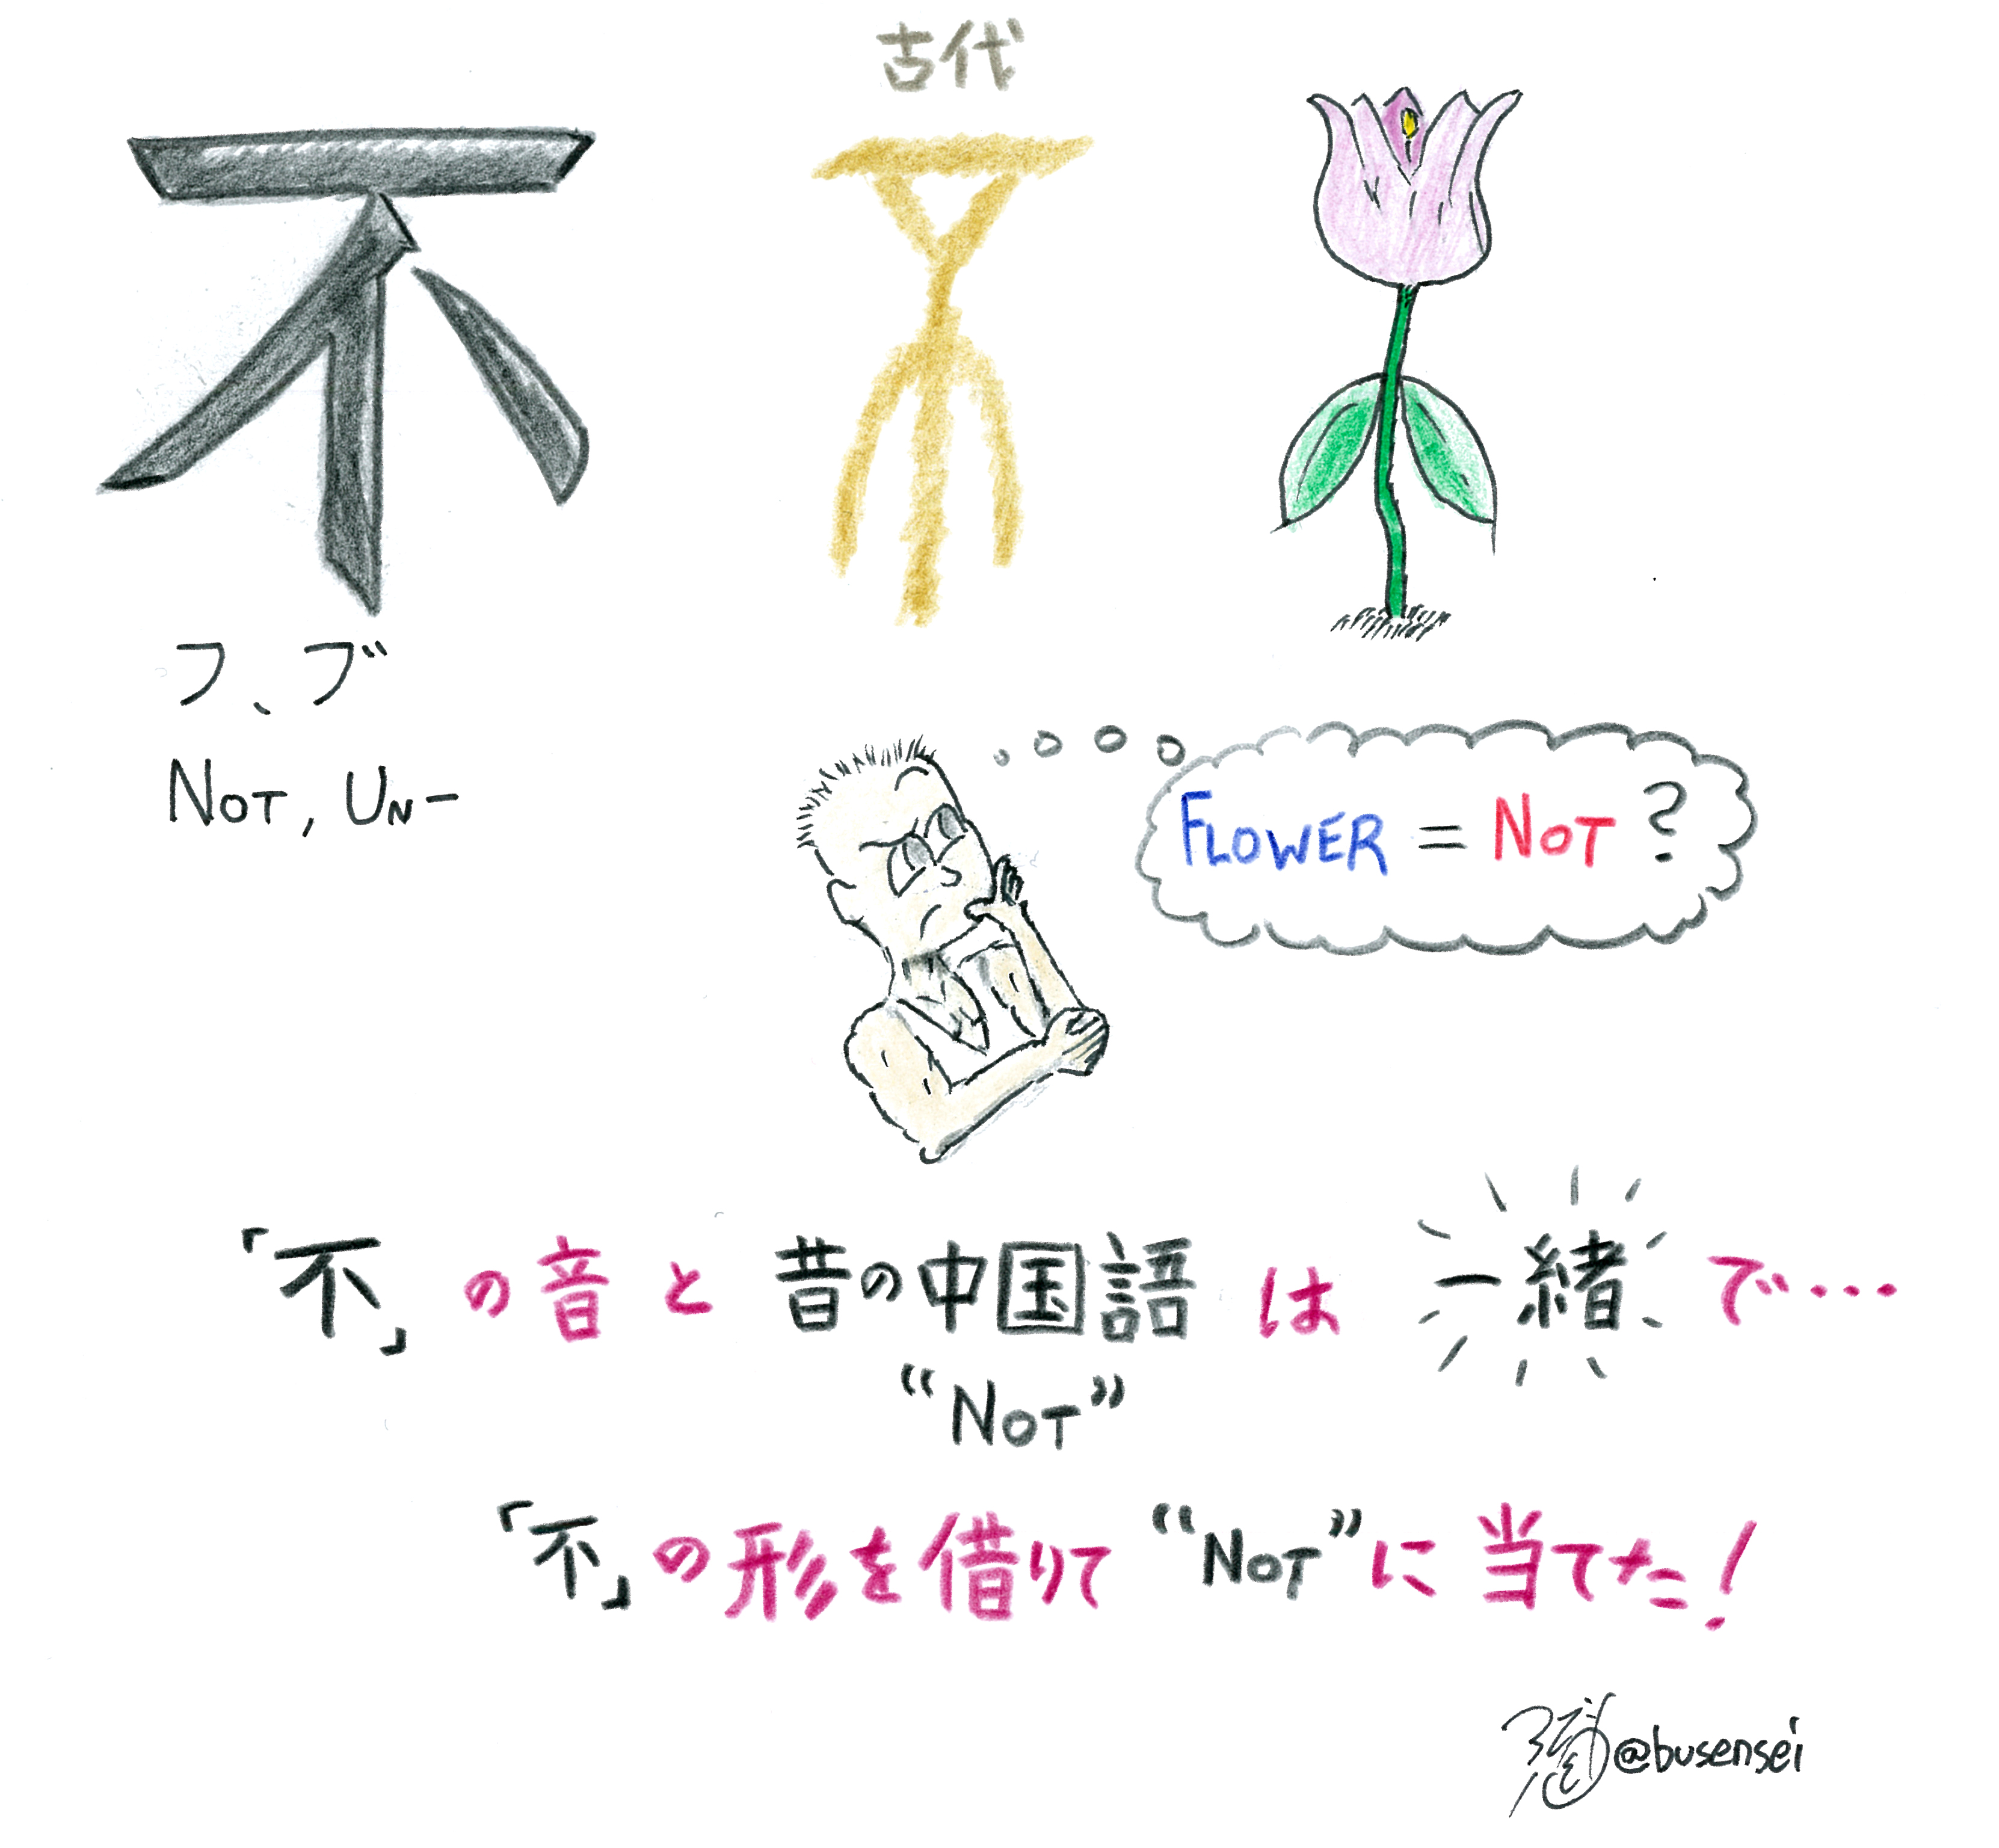 古代
不
フ、ブ
NOT, UN-
FLOWER = NOT?
「不」の音と昔の中国語は一緒で…
“NOT”
「不」の形を借りて“NOT”に当てた!
@busensei